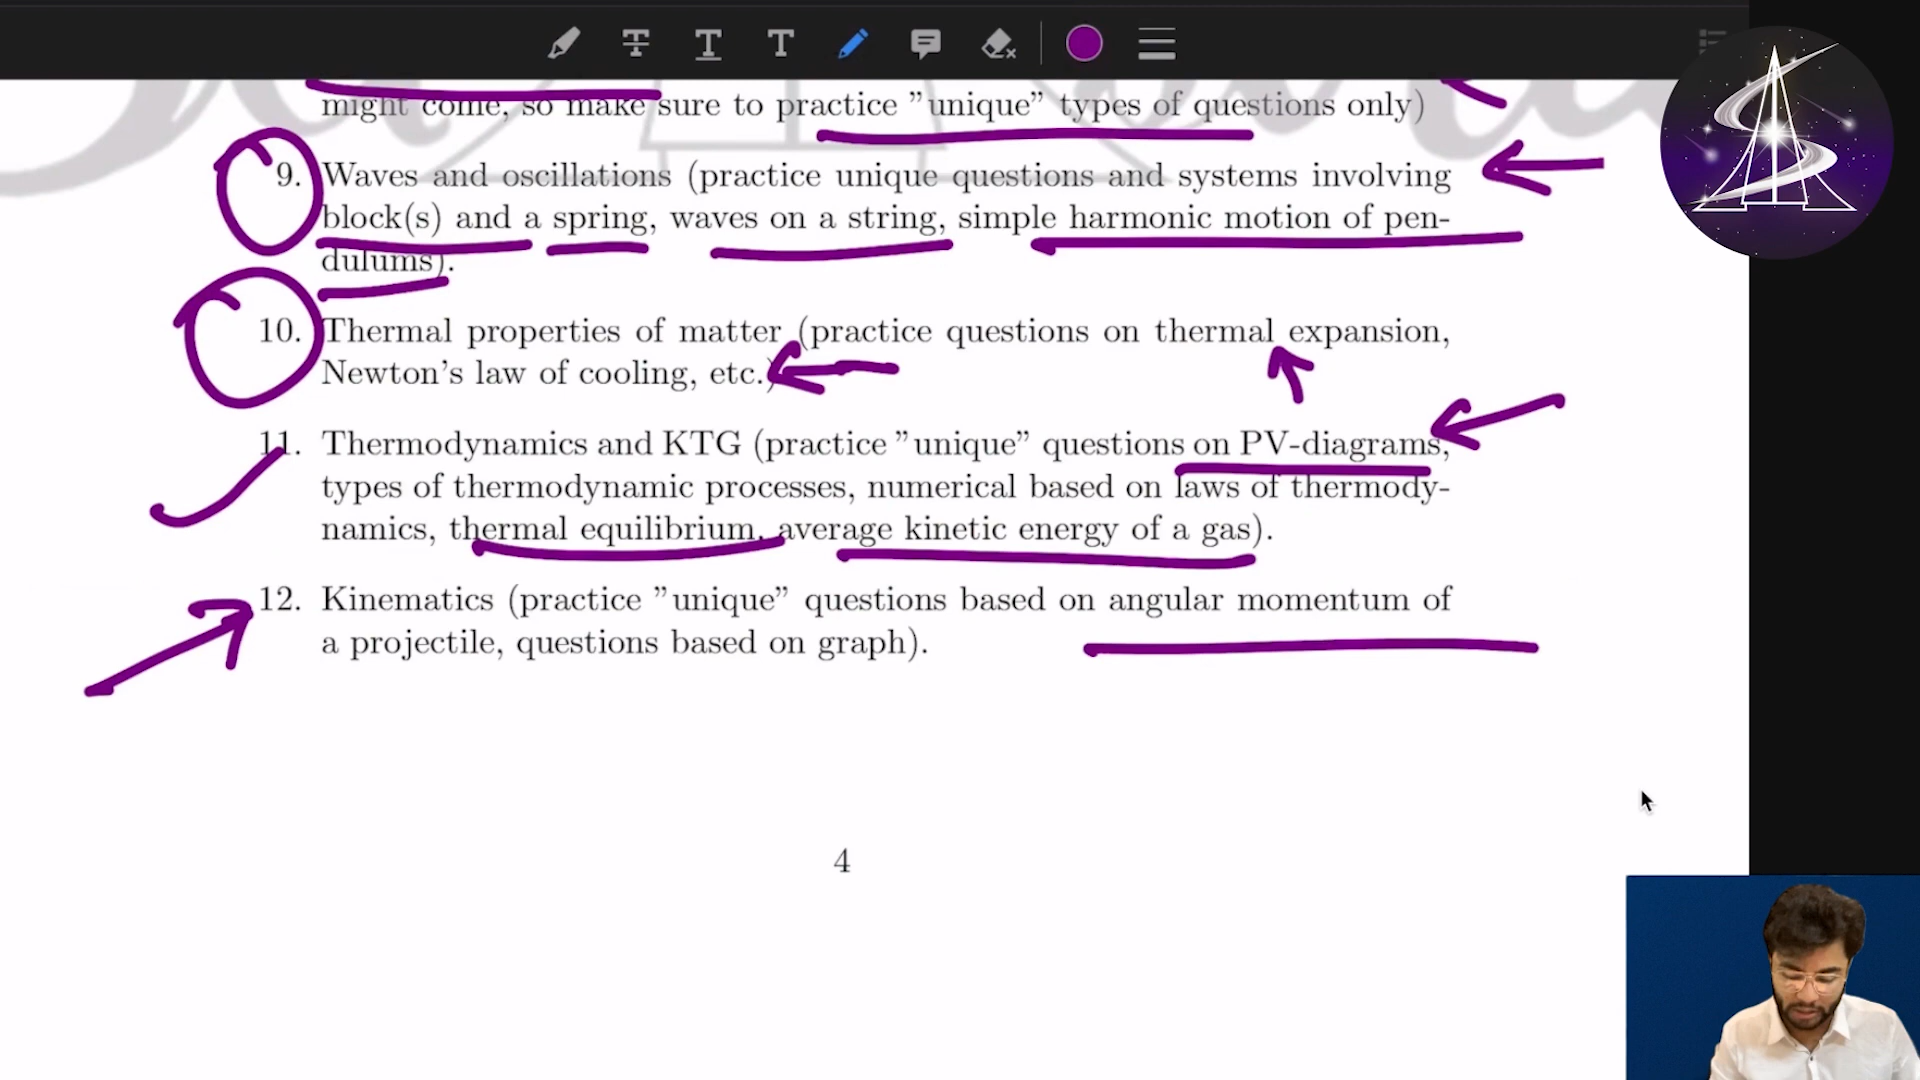 might come, so make sure to practice ”unique” types of questions only)
9. Waves and oscillations (practice unique questions and systems involving
block(s) and a spring, waves on a string, simple harmonic motion of pen-
dulums).
10. Thermal properties of matter (practice questions on thermal expansion,
Newton’s law of cooling, etc.)
11. Thermodynamics and KTG (practice ”unique” questions on PV-diagrams,
types of thermodynamic processes, numerical based on laws of thermody-
namics, thermal equilibrium, average kinetic energy of a gas).
12. Kinematics (practice ”unique” questions based on angular momentum of
a projectile, questions based on graph).
4